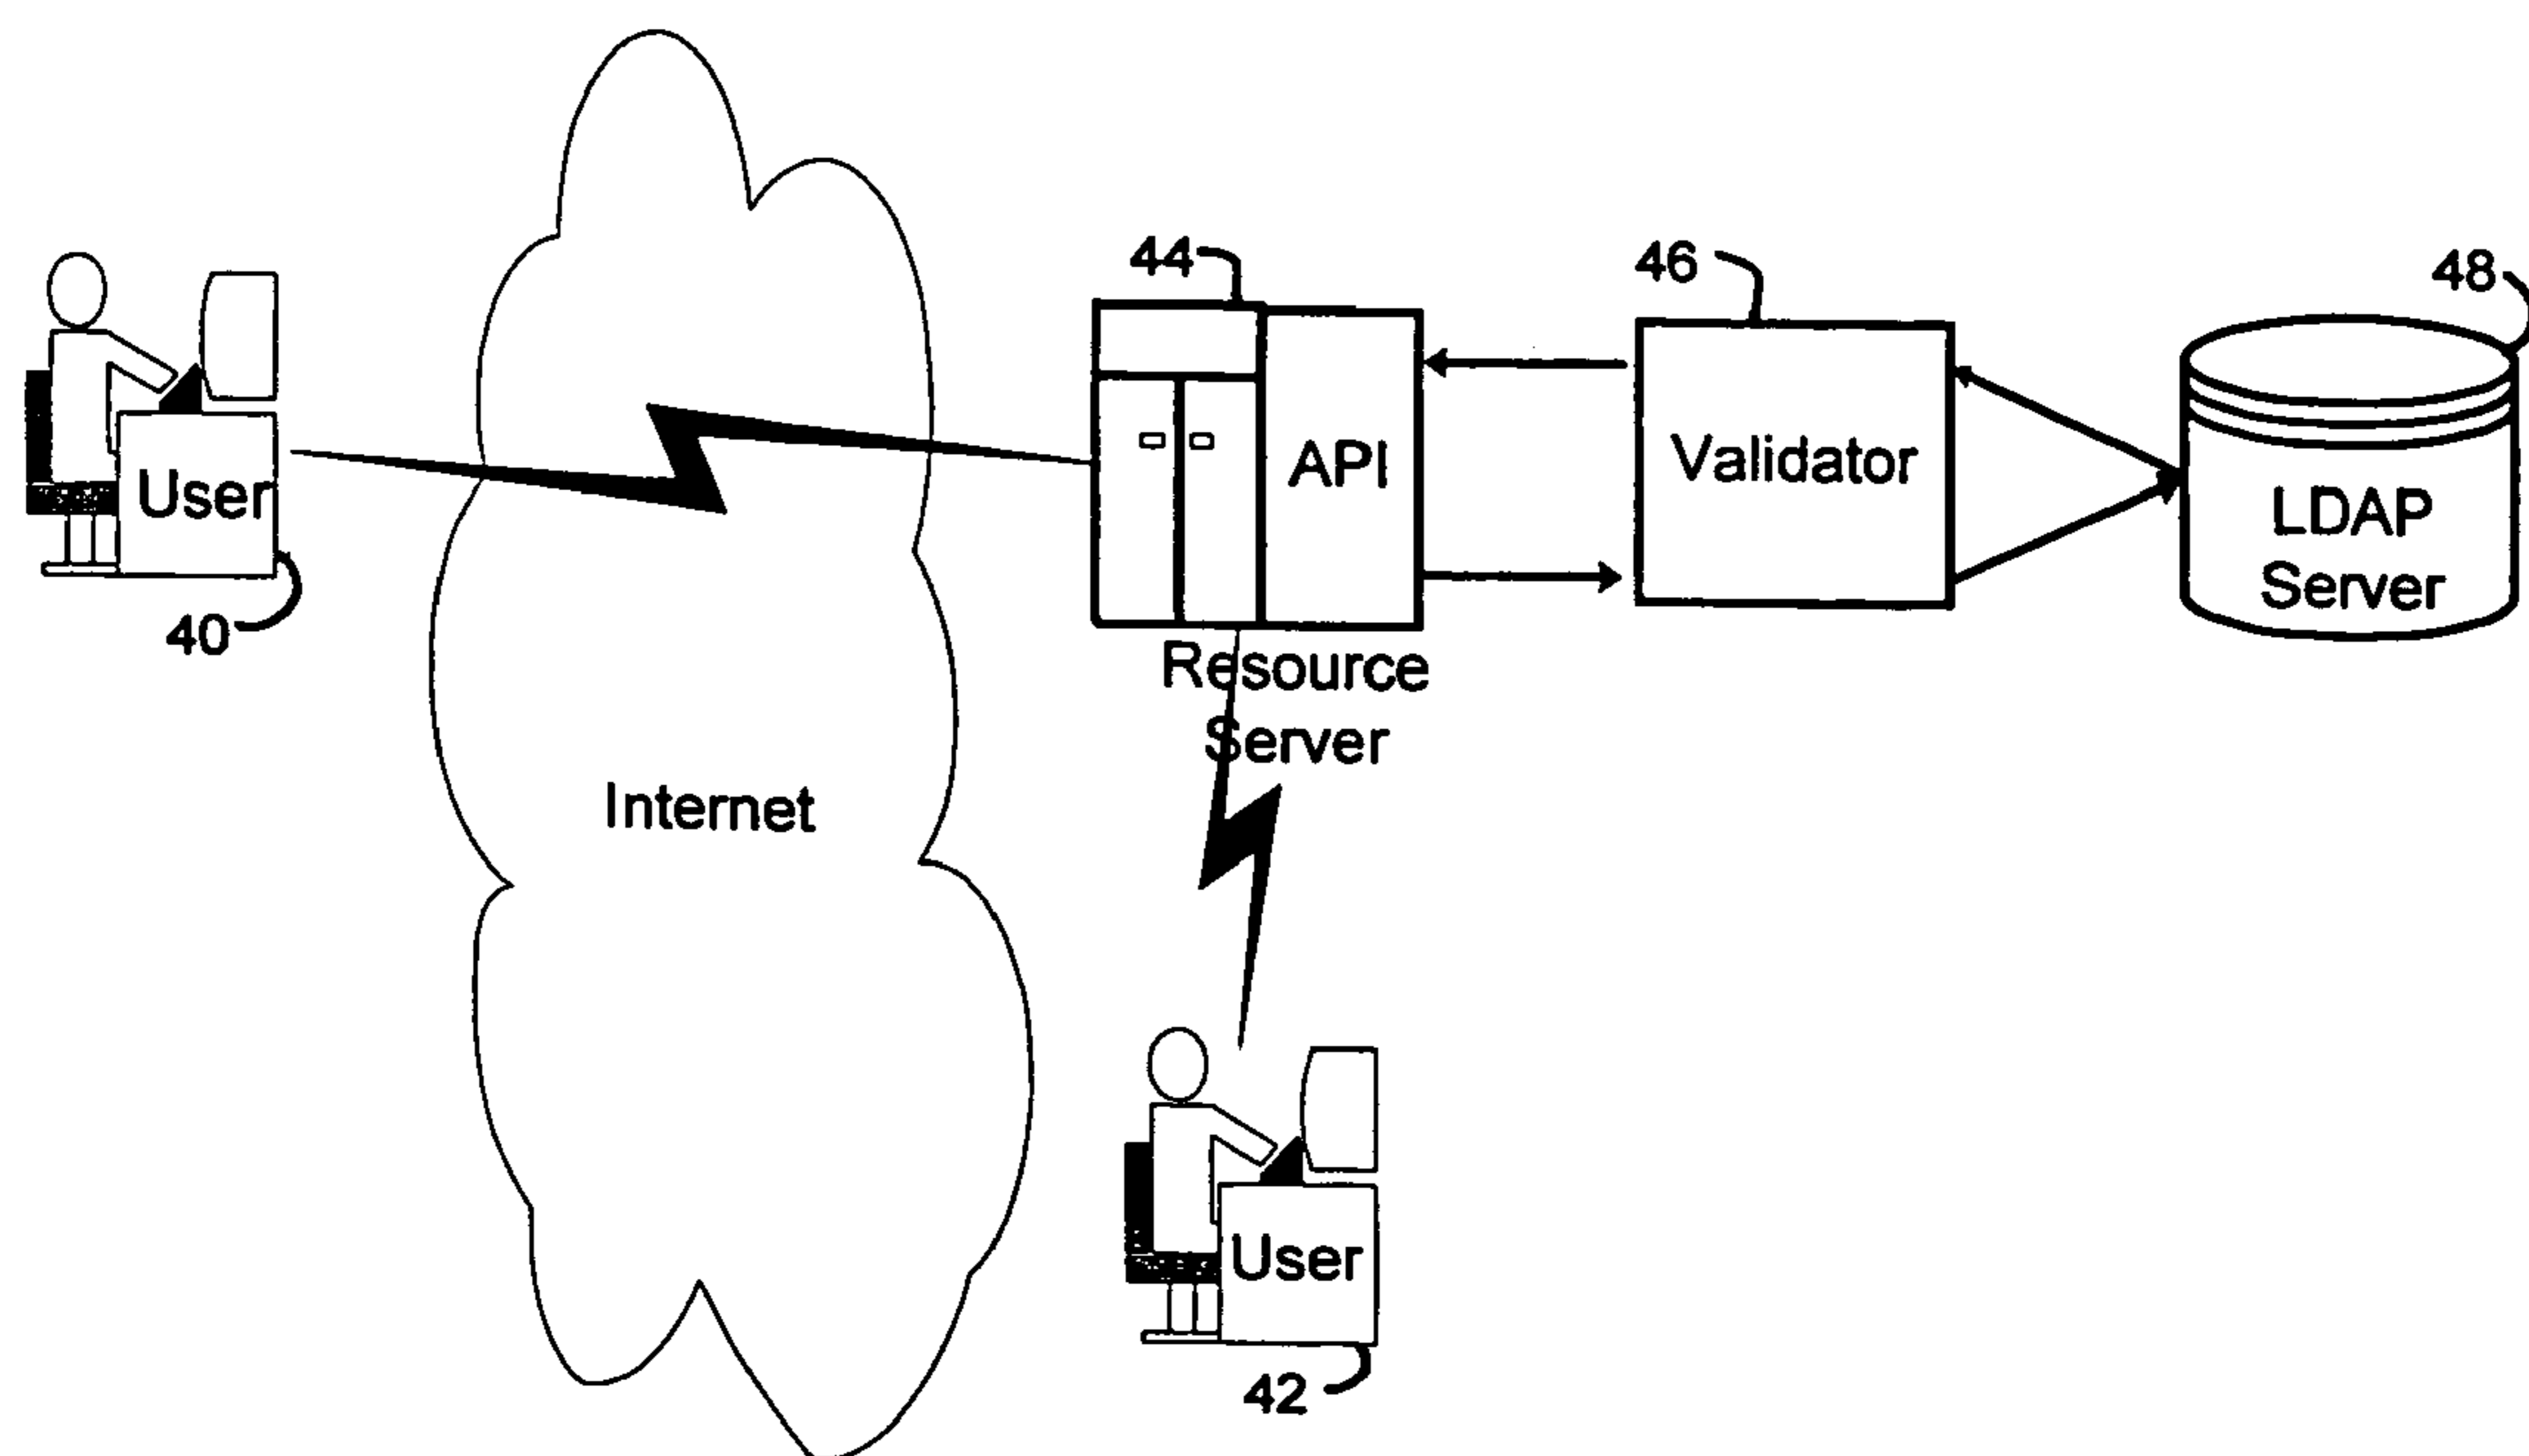 44
46
48
User
API
Validator
LDAP
Server
40
Resource
Server
Internet
User
42